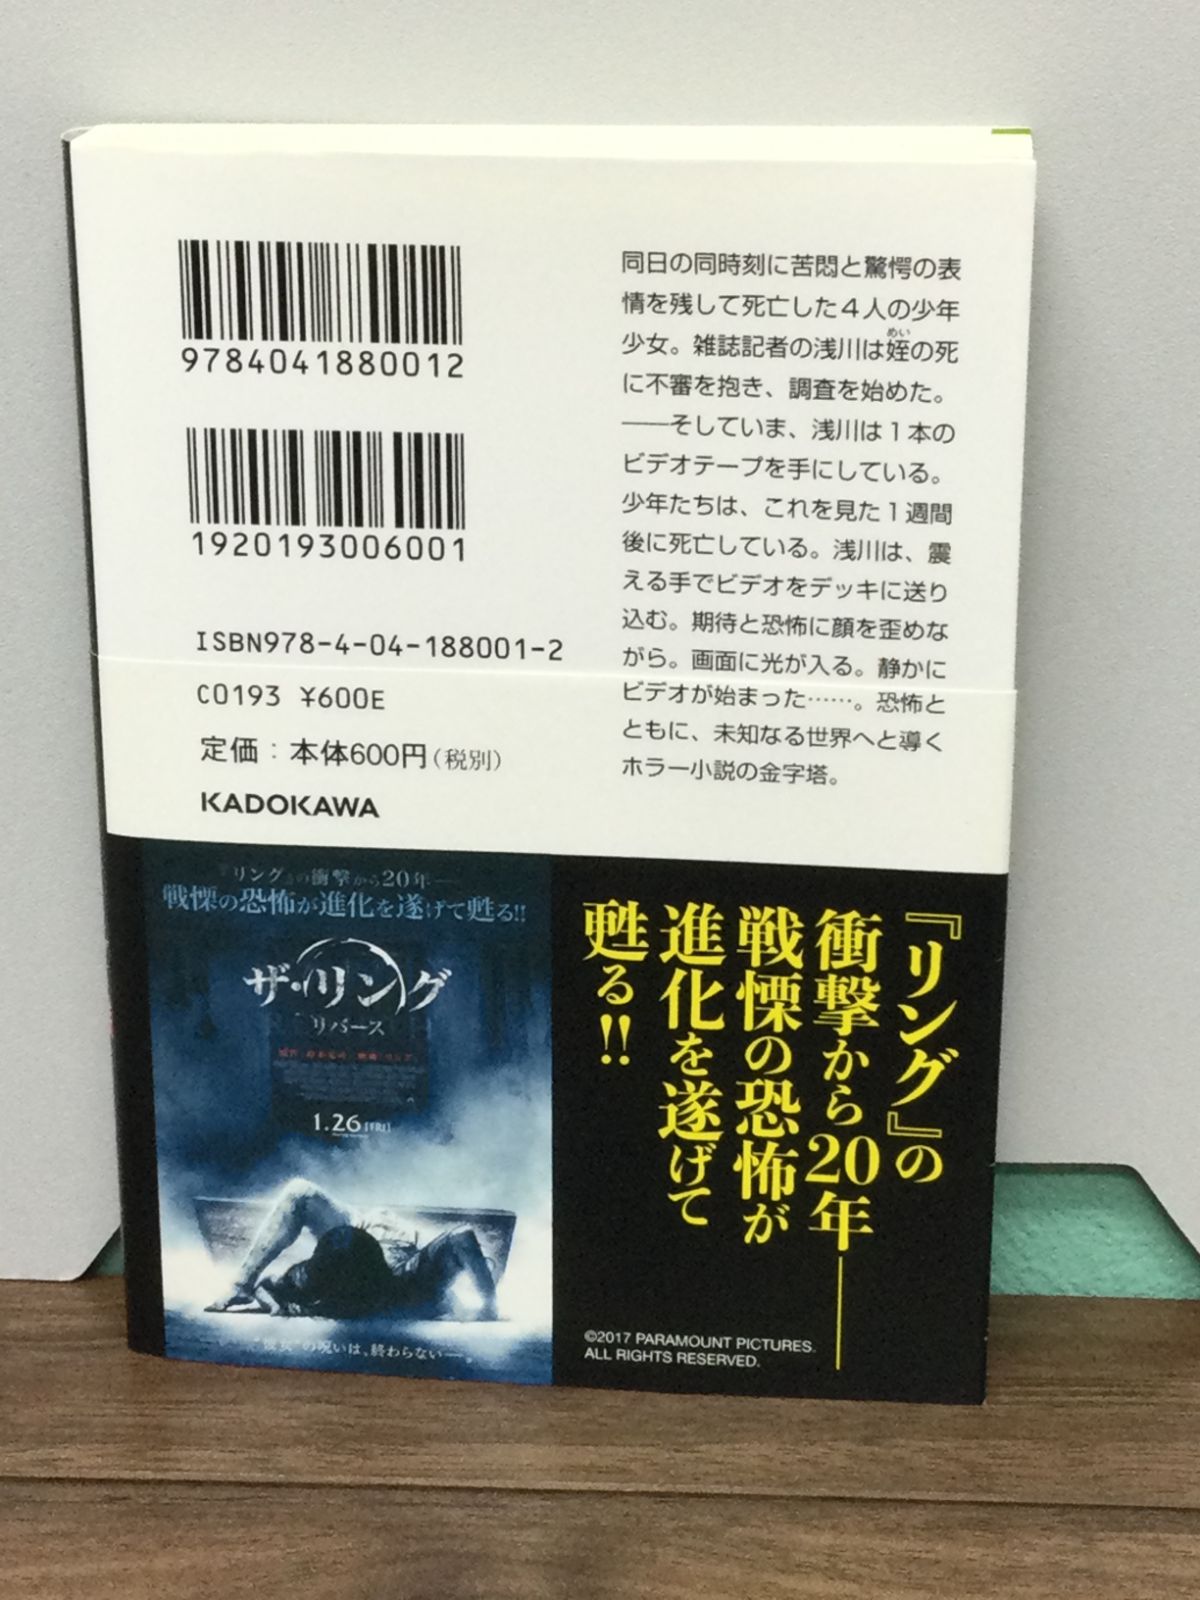 9784041880012
1920193006001
ISBN978-4-04-188001-2
C0193 ¥600E
定価：本体600円（税別）
KADOKAWA
同日の同時刻に苦悶と驚愕の表
情を残して死亡した４人の少年
少女。雑誌記者の浅川は姪の死
めい
に不審を抱き、調査を始めた。
――そしていま、浅川は１本の
ビデオテープを手にしている。
少年たちは、これを見た１週間
後に死亡している。浅川は、震
える手でビデオをデッキに送り
込む。期待と恐怖に顔を歪めな
がら。画面に光が入る。静かに
ビデオが始まった……。恐怖と
ともに、未知なる世界へと導く
ホラー小説の金字塔。
『リング』の衝撃から20年――
戦慄の恐怖が進化を遂げて甦る!!
ザ・リング
リバース
1.26 [FRI]
"彼女"の呪いは、終わらない――。
『リング』の
衝撃から20年――
戦慄の恐怖が
進化を遂げて
甦る!!
©2017 PARAMOUNT PICTURES.
ALL RIGHTS RESERVED.